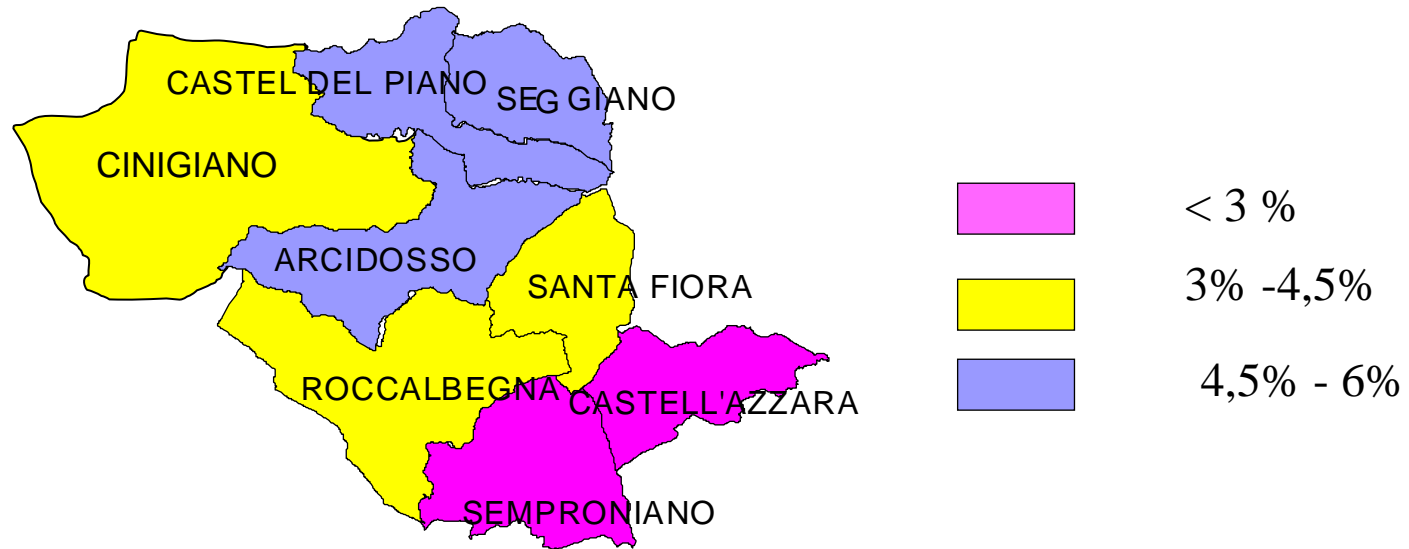 CASTEL DEL PIANO
SEG GIANO
CINIGIANO
ARCIDOSSO
SANTA FIORA
ROCCALBEGNA
CASTELL'AZZARA
SEMPRONIANO
< 3 %
3% -4,5%
4,5% - 6%